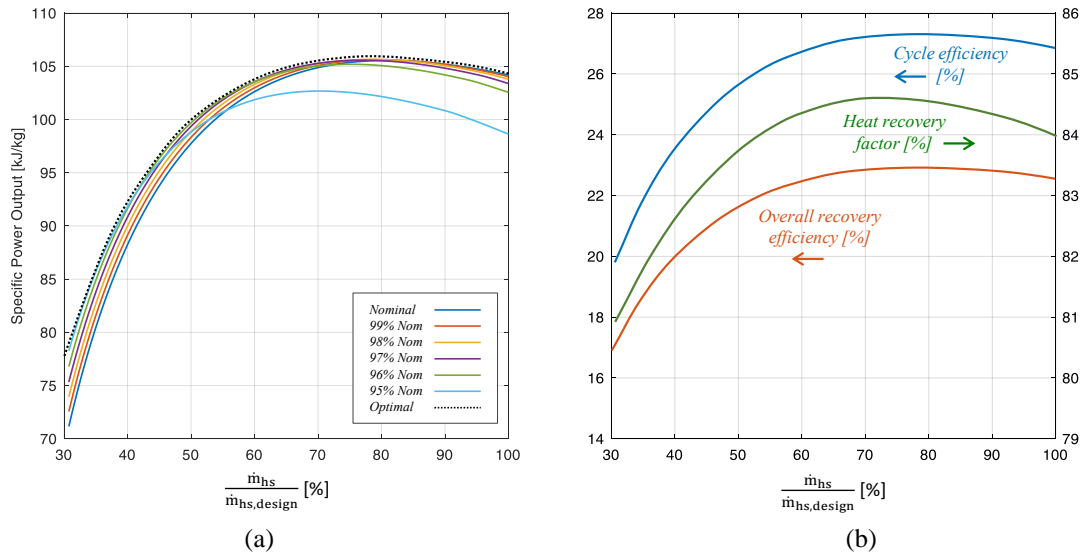 110
105
100
95
90
85
80
75
70
Specific Power Output [kJ/kg]
Nominal
99% Nom
98% Nom
97% Nom
96% Nom
95% Nom
Optimal
30 40 50 60 70 80 90 100
ṁhs
ṁhs,design
[%]
(a)
28
26
24
22
20
18
16
14
86
85
84
83
82
81
80
79
Cycle efficiency
[%]
Heat recovery
factor [%]
Overall recovery
efficiency [%]
30 40 50 60 70 80 90 100
ṁhs
ṁhs,design
[%]
(b)